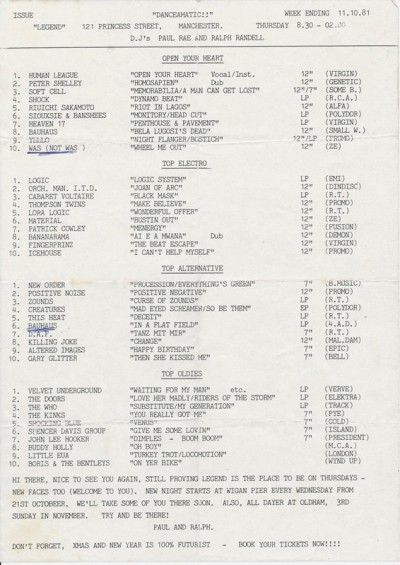 ISSUE "DANCEAMATIC!!" WEEK ENDING 11.10.81
"LEGEND" 121 PRINCESS STREET, MANCHESTER. THURSDAY 8.30 - 02.00
D.J's PAUL RAE AND RALPH RANDELL
OPEN YOUR HEART
1. HUMAN LEAGUE "OPEN YOUR HEART" Vocal/Inst. 12" (VIRGIN)
2. PETER SHELLEY "HOMOSAPIEN" Dub 12" (GENETIC)
3. SOFT CELL "MEMORABILIA/A MAN CAN GET LOST" 12"/7" (SOME B.)
4. SHOCK "DYNAMO BEAT" LP (R.C.A.)
5. RIUICHI SAKAMOTO "RIOT IN LAGOS" 12" (ALFA)
6. SIOUXSIE & BANSHEES "MONITORY/HEAD CUT" LP (POLYDOR)
7. HEAVEN 17 "PENTHOUSE & PAVEMENT" LP (VIRGIN)
8. BAUHAUS "BELA LUGOSI'S DEAD" 12" (SMALL W.)
9. YELLO "NIGHT FLANGER/BOSTICH" 12"/LP (PROMO)
10. WAS (NOT WAS ) "WHEEL ME OUT" 12" (ZE)
TOP ELECTRO
1. LOGIC "LOGIC SYSTEM" LP (EMI)
2. ORCH. MAN. I.T.D. "JOAN OF ARC" 12" (DINDISC)
3. CABARET VOLTAIRE "BLACK MASK" LP (R.T.)
4. THOMPSON TWINS "MAKE BELIEVE" 12" (PROMO)
5. LORA LOGIC "WONDERFUL OFFER" 12" (R.T.)
6. MATERIAL "BUSTIN OUT" 12" (ZE)
7. PATRICK COWLEY "MENERGY" 12" (FUSION)
8. BANANARAMA "AI E A MWANA" Dub 12" (DEMON)
9. FINGERPRINZ "THE BEAT ESCAPE" 12" (VIRGIN)
10. ICEHOUSE "I CAN'T HELP MYSELF" 12" (PROMO)
TOP ALTERNATIVE
1. NEW ORDER "PROCESSION/EVERYTHING'S GREEN" 7" (B.MUSIC)
2. POSITIVE NOISE "POSITIVE NEGATIVE" 12" (PROMO)
3. ZOUNDS "CURSE OF ZOUNDS" LP (R.T.)
4. CREATURES "MAD EYED SCREAMER/SO BE THEM" EP (POLYDOR)
5. THIS HEAT "DECEIT" LP (R.T.)
6. BAUHAUS "IN A FLAT FIELD" LP (4.A.D.)
7. D.A.F. "TANZ MIT MIR" 7" (R.T.)
8. KILLING JOKE "CHANGE" 12" (MAL.DAM)
9. ALTERED IMAGES "HAPPY BIRTHDAY" 7" (EPIC)
10. GARY GLITTER "THEN SHE KISSED ME" 7" (BELL)
TOP OLDIES
1. VELVET UNDERGROUND "WAITING FOR MY MAN" etc. LP (VERVE)
2. THE DOORS "LOVE HER MADLY/RIDERS OF THE STORM" LP (ELEKTRA)
3. THE WHO "SUBSTITUTE/MY GENERATION" LP (TRACK)
4. THE KINKS "YOU REALLY GOT ME" 7" (PYE)
5. SHOCKING BLUE "VENUS" 7" (GOLD)
6. SPENCER DAVIS GROUP "GIVE ME SOME LOVIN" 7" (ISLAND)
7. JOHN LEE HOOKER "DIMPLES - BOOM BOOM" 7" (PRESIDENT)
8. BUDDY HOLLY "OH BOY" (M.C.A.)
9. LITTLE EUA "TURKEY TROT/LOCOMOTION" (LONDON)
10. BORIS & THE BENTLEYS "ON YER BIKE" (WYND UP)
HI THERE, NICE TO SEE YOU AGAIN, STILL PROVING LEGEND IS THE PLACE TO BE ON THURSDAYS -
NEW FACES TOO (WELCOME TO YOU). NEW NIGHT STARTS AT WIGAN PIER EVERY WEDNESDAY FROM
21ST OCTOBER. WE'LL TAKE SOME OF YOU THERE SOON. ALSO, ALL DAYER AT OLDHAM, 3RD
SUNDAY IN NOVEMBER. TRY AND BE THERE!
PAUL AND RALPH.
DON'T FORGET, XMAS AND NEW YEAR IS 100% FUTURIST - BOOK YOUR TICKETS NOW!!!!